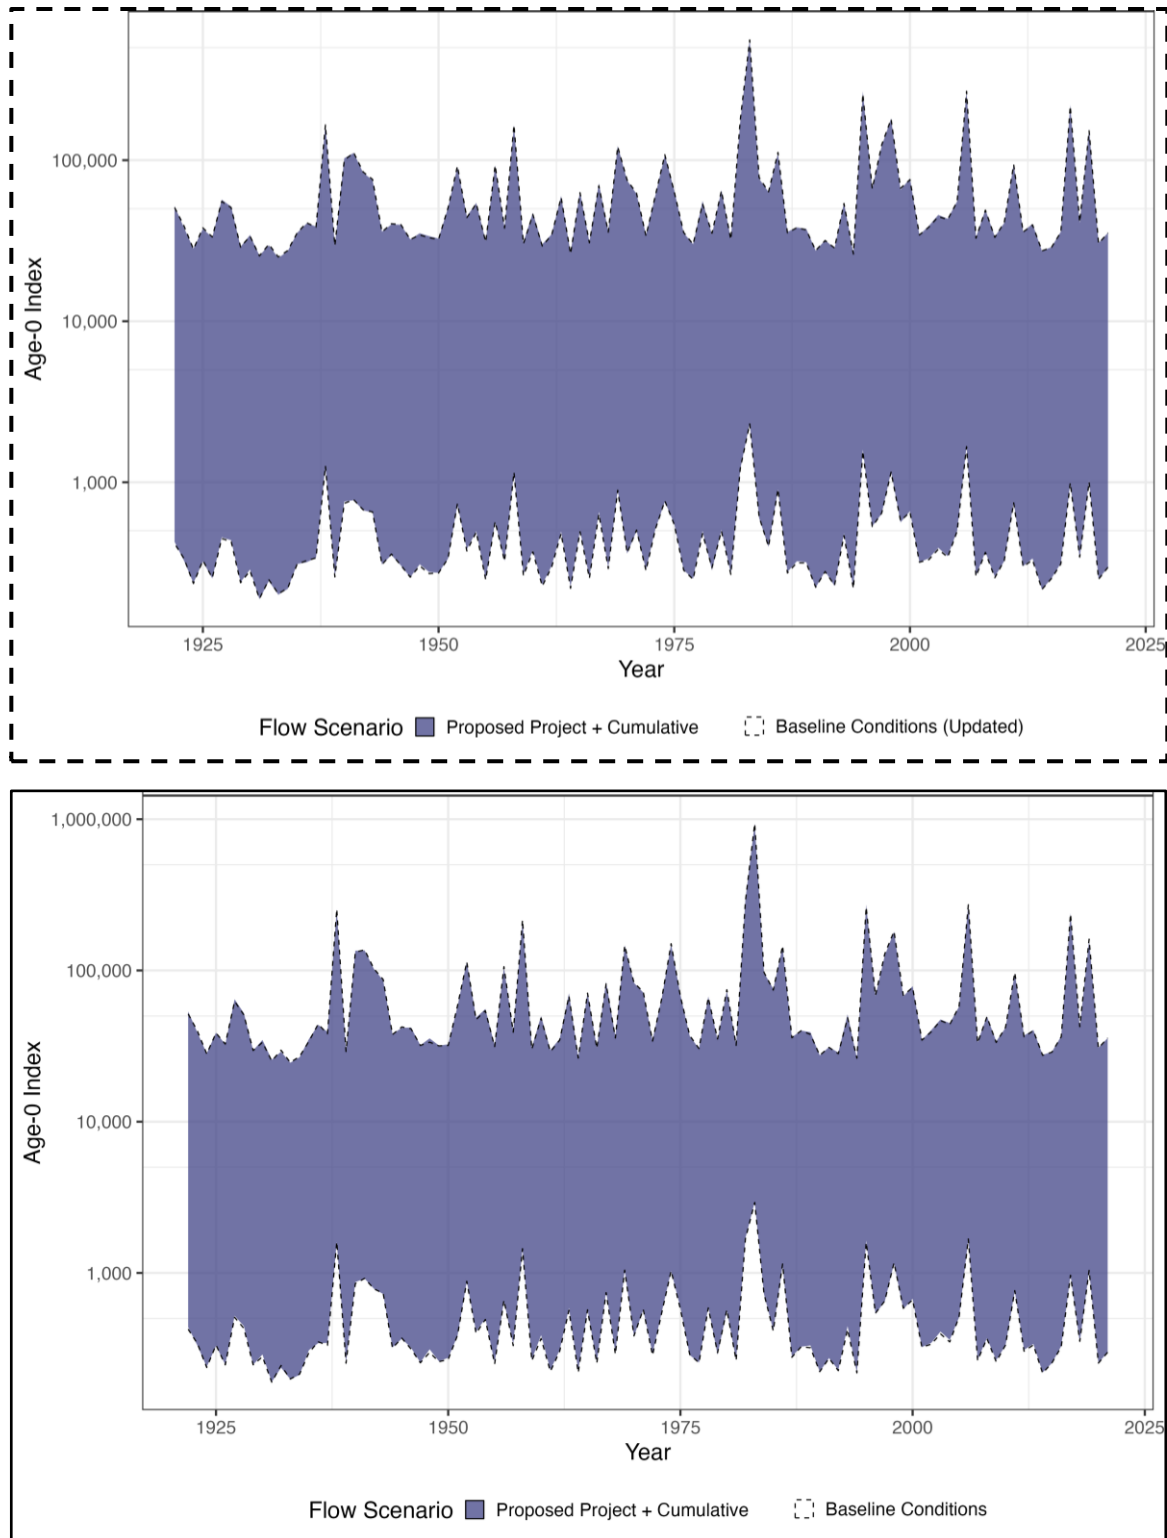 100,000
10,000
1,000
Age-0 Index
1925 1950 1975 2000 2025
Year
Flow Scenario Proposed Project + Cumulative Baseline Conditions (Updated)
1,000,000
100,000
10,000
1,000
Age-0 Index
1925 1950 1975 2000 2025
Year
Flow Scenario Proposed Project + Cumulative Baseline Conditions